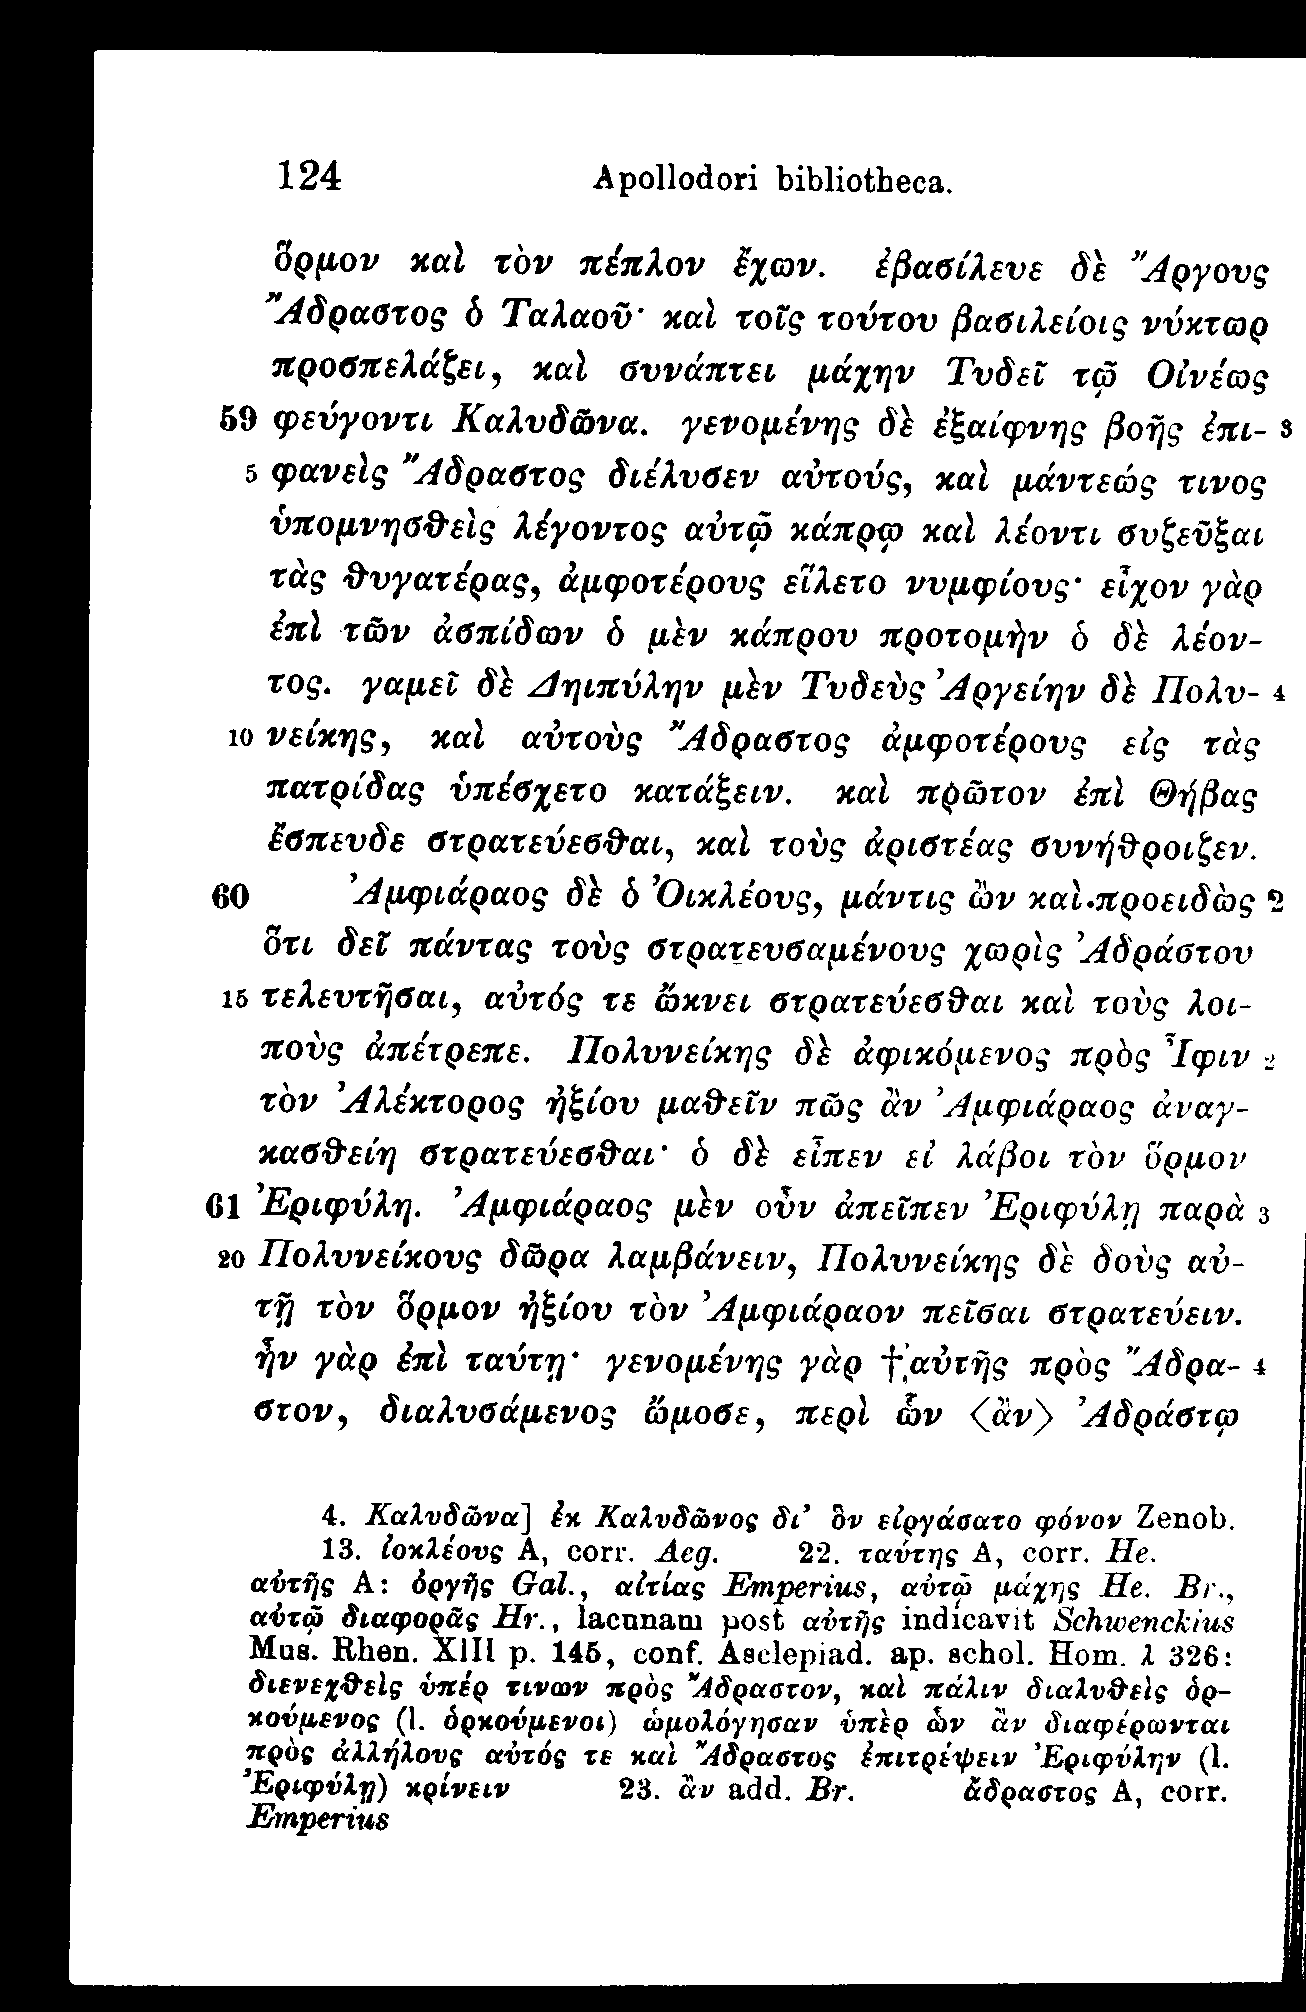 124 Apollodori bibliotheca.
ὅρμον καὶ τὸν πέπλον ἔχων. ἐβασίλευε δὲ Ἄργους
Ἄδραστος ὁ Ταλαοῦ· καὶ τοῖς τούτου βασιλείοις νύκτωρ
προσπελάζει, καὶ συνάπτει μάχην Τυδεῖ τῷ Οἰνέως
59 φεύγοντι Καλυδῶνα. γενομένης δὲ ἐξαίφνης βοῆς ἐπι- 3
5 φανεὶς Ἄδραστος διέλυσεν αὐτούς, καὶ μάντεώς τινος
ὑπομνησθεὶς λέγοντος αὐτῷ κάπρῳ καὶ λέοντι συζεῦξαι
τὰς θυγατέρας, ἀμφοτέρους εἵλετο νυμφίους· εἶχον γὰρ
ἐπὶ τῶν ἀσπίδων ὁ μὲν κάπρου προτομὴν ὁ δὲ λέον-
τος. γαμεῖ δὲ Δηιπύλην μὲν Τυδεὺς Ἀργείην δὲ Πολυ- 4
10 νείκης, καὶ αὐτοὺς Ἄδραστος ἀμφοτέρους εἰς τὰς
πατρίδας ὑπέσχετο κατάξειν. καὶ πρῶτον ἐπὶ Θήβας
ἔσπευδε στρατεύεσθαι, καὶ τοὺς ἀριστέας συνήθροιζεν.
60 Ἀμφιάραος δὲ ὁ Ὀικλέους, μάντις ὢν καὶ προειδὼς 2
ὅτι δεῖ πάντας τοὺς στρατευσαμένους χωρὶς Ἀδράστου
15 τελευτῆσαι, αὐτός τε ὤκνει στρατεύεσθαι καὶ τοὺς λοι-
ποὺς ἀπέτρεπε. Πολυνείκης δὲ ἀφικόμενος πρὸς Ἶφιν 2
τὸν Ἀλέκτορος ἠξίου μαθεῖν πῶς ἂν Ἀμφιάραος ἀναγ-
κασθείη στρατεύεσθαι· ὁ δὲ εἶπεν εἰ λάβοι τὸν ὅρμον
61 Ἐριφύλη. Ἀμφιάραος μὲν οὖν ἀπεῖπεν Ἐριφύλῃ παρὰ 3
20 Πολυνείκους δῶρα λαμβάνειν, Πολυνείκης δὲ δοὺς αὐ-
τῇ τὸν ὅρμον ἠξίου τὸν Ἀμφιάραον πεῖσαι στρατεύειν.
ἦν γὰρ ἐπὶ ταύτῃ· γενομένης γὰρ †αὐτῆς πρὸς Ἄδρα- 4
στον, διαλυσάμενος ὤμοσε, περὶ ὧν ⟨ἂν⟩ Ἀδράστῳ
4. Καλυδῶνα] ἐκ Καλυδῶνος δι’ ὃν εἰργάσατο φόνον Zenob.
13. ἰοκλέους A, corr. Aeg. 22. ταύτης A, corr. He.
αὐτῆς A: ὀργῆς Gal., αἰτίας Emperius, αὐτῷ μάχης He. Br.,
αὐτῷ διαφορᾶς Hr., lacunam post αὐτῆς indicavit Schwenckius
Mus. Rhen. XIII p. 145, conf. Asclepiad. ap. schol. Hom. λ 326:
διενεχθεὶς ὑπέρ τινων πρὸς Ἄδραστον, καὶ πάλιν διαλυθεὶς ὁρ-
κούμενος (l. ὁρκούμενοι) ὡμολόγησαν ὑπὲρ ὧν ἂν διαφέρωνται
πρὸς ἀλλήλους αὐτός τε καὶ Ἄδραστος ἐπιτρέψειν Ἐριφύλην (l.
Ἐριφύλῃ) κρίνειν 23. ἂν add. Br. ἄδραστος A, corr.
Emperius